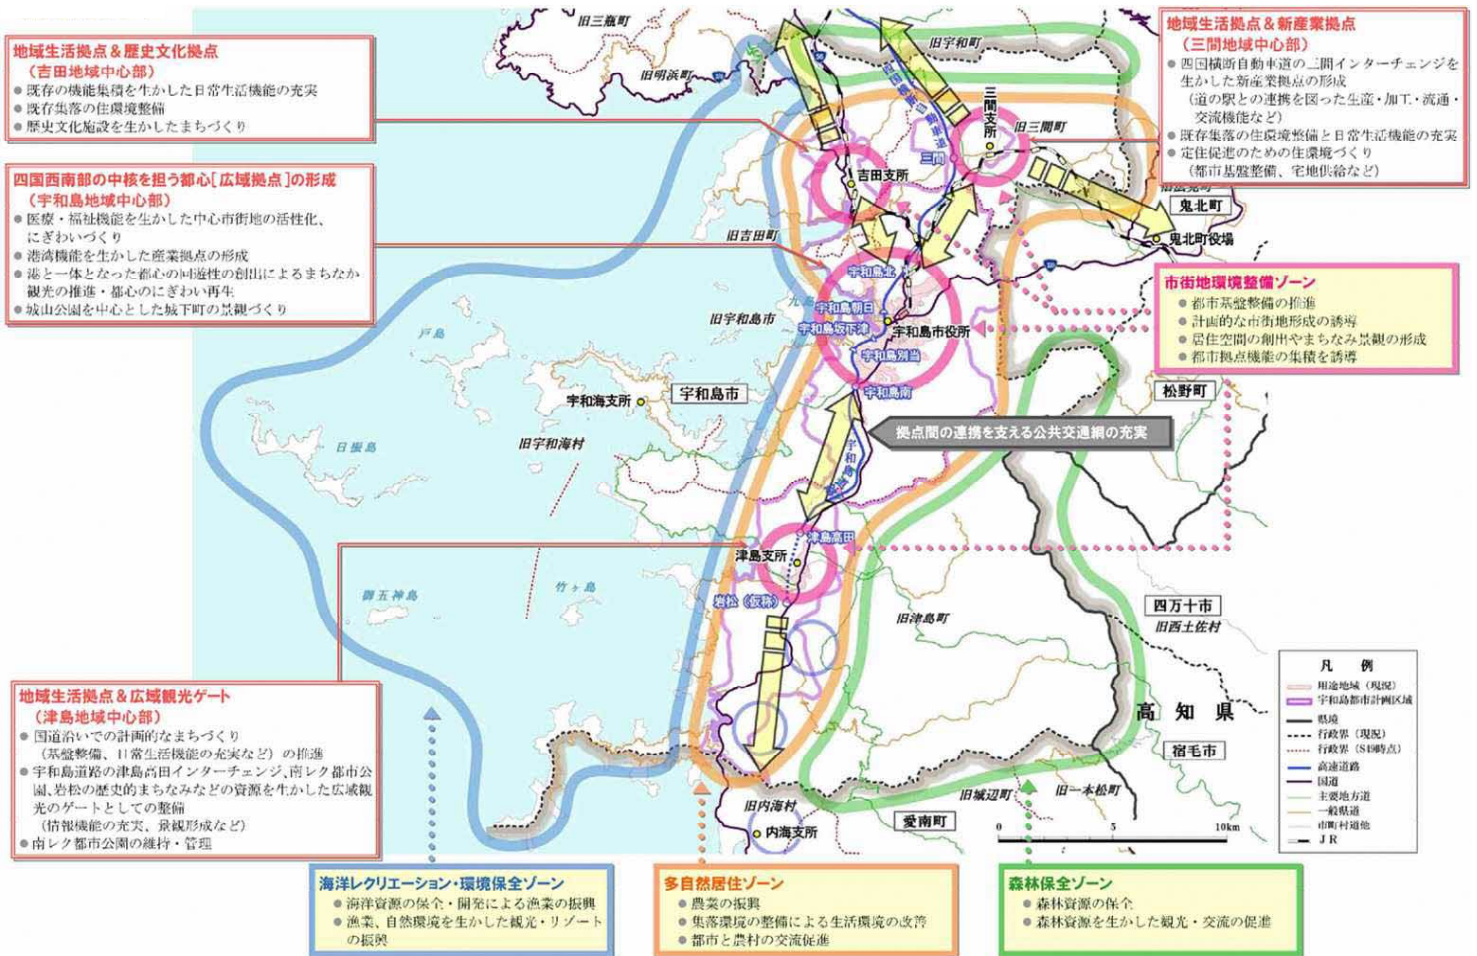 地域生活拠点＆歴史文化拠点
（吉田地域中心部）
● 既存の機能集積を生かした日常生活機能の充実
● 既存集落の住環境整備
● 歴史文化施設を生かしたまちづくり
四国西南部の中核を担う都心[広域拠点]の形成
（宇和島地域中心部）
● 医療・福祉機能を生かした中心市街地の活性化、
にぎわいづくり
● 港湾機能を生かした産業拠点の形成
● 港と一体となった都心の回遊性の創出によるまちなか
観光の推進・都心のにぎわい再生
● 城山公園を中心とした城下町の景観づくり
地域生活拠点＆新産業拠点
（三間地域中心部）
● 四国横断自動車道の三間インターチェンジを
生かした新産業拠点の形成
（道の駅との連携を図った生産・加工・流通・
交流機能など）
● 既存集落の住環境整備と日常生活機能の充実
● 定住促進のための住環境づくり
（都市基盤整備、宅地供給など）
市街地環境整備ゾーン
● 都市基盤整備の推進
● 計画的な市街地形成の誘導
● 居住空間の創出やまちなみ景観の形成
● 都市拠点機能の集積を誘導
旧三瓶町
旧宇和町
旧明浜町
四国横断自動車道
三間支所
旧三間町
三間
吉田支所
鬼北町
鬼北町役場
旧吉田町
宇和島北
九島
宇和島朝日
旧宇和島市
宇和島坂下津
宇和島市役所
宇和島別当
戸島
宇和島南
松野町
宇和島市
宇和海支所
拠点間の連携を支える公共交通網の充実
旧宇和海村
日振島
宇和島道路
津島高田
津島支所
竹ヶ島
御五神島
岩松（仮称）
旧津島町
四万十市
旧西土佐村
高知県
宿毛市
旧内海村
旧城辺町
旧一本松町
内海支所
愛南町
0 5 10km
凡 例
用途地域（現況）
宇和島都市計画区域
県境
行政界（現況）
行政界（S49時点）
高速道路
国道
主要地方道
一般県道
市町村道他
ＪＲ
地域生活拠点＆広域観光ゲート
（津島地域中心部）
● 国道沿いでの計画的なまちづくり
（基盤整備、日常生活機能の充実など）の推進
● 宇和島道路の津島高田インターチェンジ、南レク都市公
園、岩松の歴史的まちなみなどの資源を生かした広域観
光のゲートとしての整備
（情報機能の充実、景観形成など）
● 南レク都市公園の維持・管理
海洋レクリエーション・環境保全ゾーン
● 海洋資源の保全・開発による漁業の振興
● 漁業、自然環境を生かした観光・リゾート
の振興
多自然居住ゾーン
● 農業の振興
● 集落環境の整備による生活環境の改善
● 都市と農村の交流促進
森林保全ゾーン
● 森林資源の保全
● 森林資源を生かした観光・交流の促進